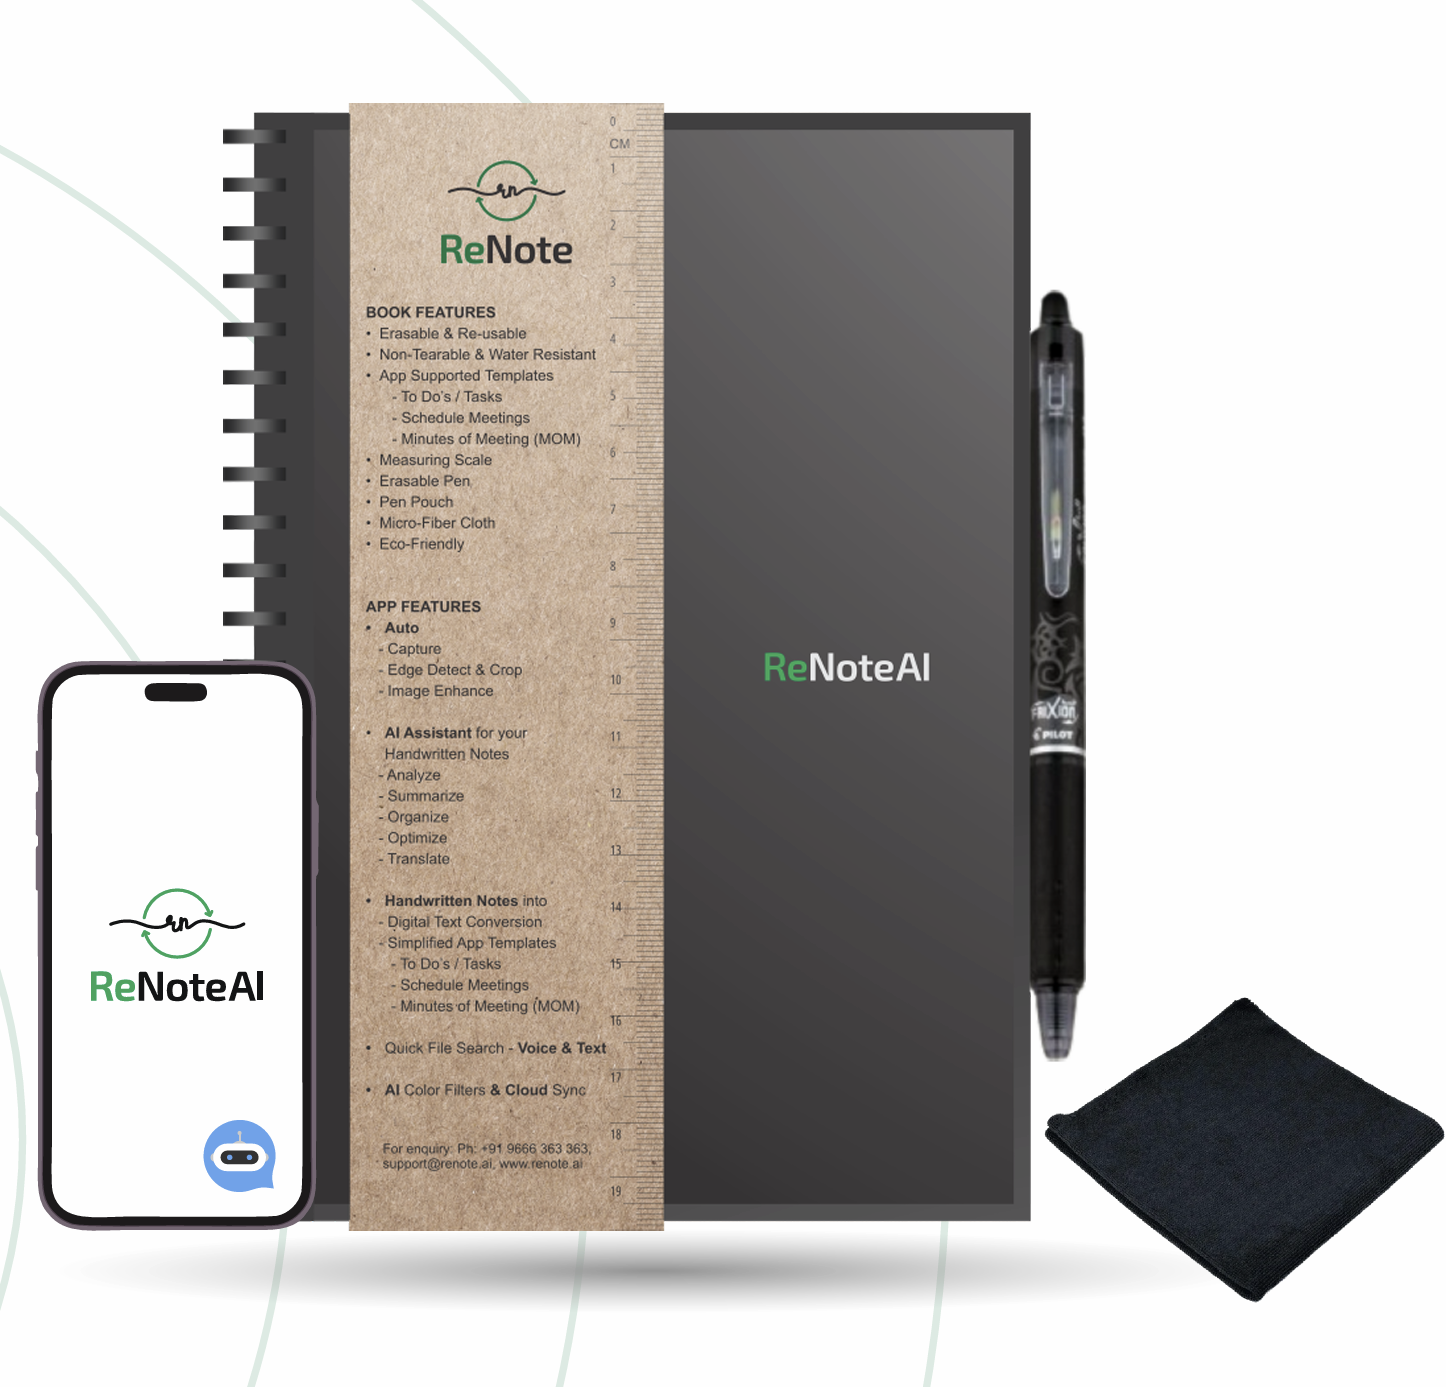 0
CM
1
2
3
4
5
6
7
8
9
10
11
12
13
14
15
16
17
18
19
rn
ReNote
BOOK FEATURES
• Erasable & Re-usable
• Non-Tearable & Water Resistant
• App Supported Templates
- To Do's / Tasks
- Schedule Meetings
- Minutes of Meeting (MOM)
• Measuring Scale
• Erasable Pen
• Pen Pouch
• Micro-Fiber Cloth
• Eco-Friendly
APP FEATURES
• Auto
- Capture
- Edge Detect & Crop
- Image Enhance
• AI Assistant for your
Handwritten Notes
- Analyze
- Summarize
- Organize
- Optimize
- Translate
• Handwritten Notes into
- Digital Text Conversion
- Simplified App Templates
- To Do's / Tasks
- Schedule Meetings
- Minutes of Meeting (MOM)
• Quick File Search - Voice & Text
• AI Color Filters & Cloud Sync
For enquiry: Ph: +91 9666 363 363,
support@renote.ai, www.renote.ai
ReNoteAI
FRIXION
PILOT
rn
ReNoteAI